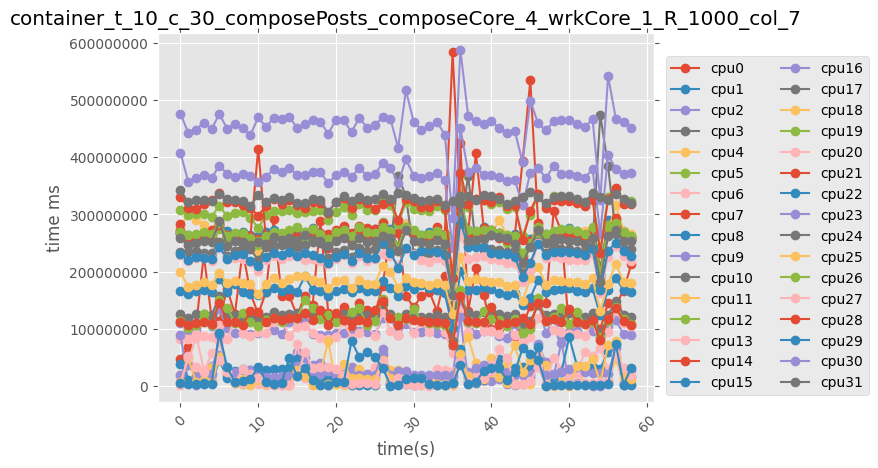 container_t_10_c_30_composePosts_composeCore_4_wrkCore_1_R_1000_col_7
time ms
600000000
500000000
400000000
300000000
200000000
100000000
0
0
10
20
30
40
50
60
time(s)
cpu0
cpu1
cpu2
cpu3
cpu4
cpu5
cpu6
cpu7
cpu8
cpu9
cpu10
cpu11
cpu12
cpu13
cpu14
cpu15
cpu16
cpu17
cpu18
cpu19
cpu20
cpu21
cpu22
cpu23
cpu24
cpu25
cpu26
cpu27
cpu28
cpu29
cpu30
cpu31